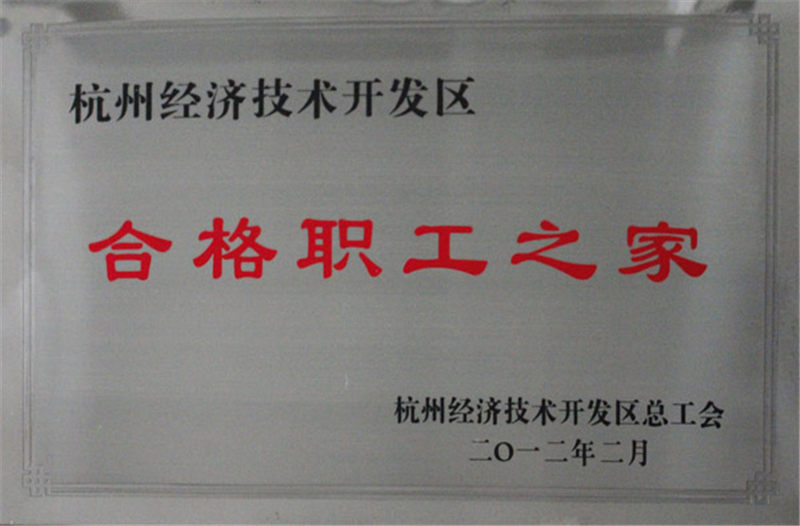 杭州经济技术开发区
合格职工之家
杭州经济技术开发区总工会
二〇一二年二月